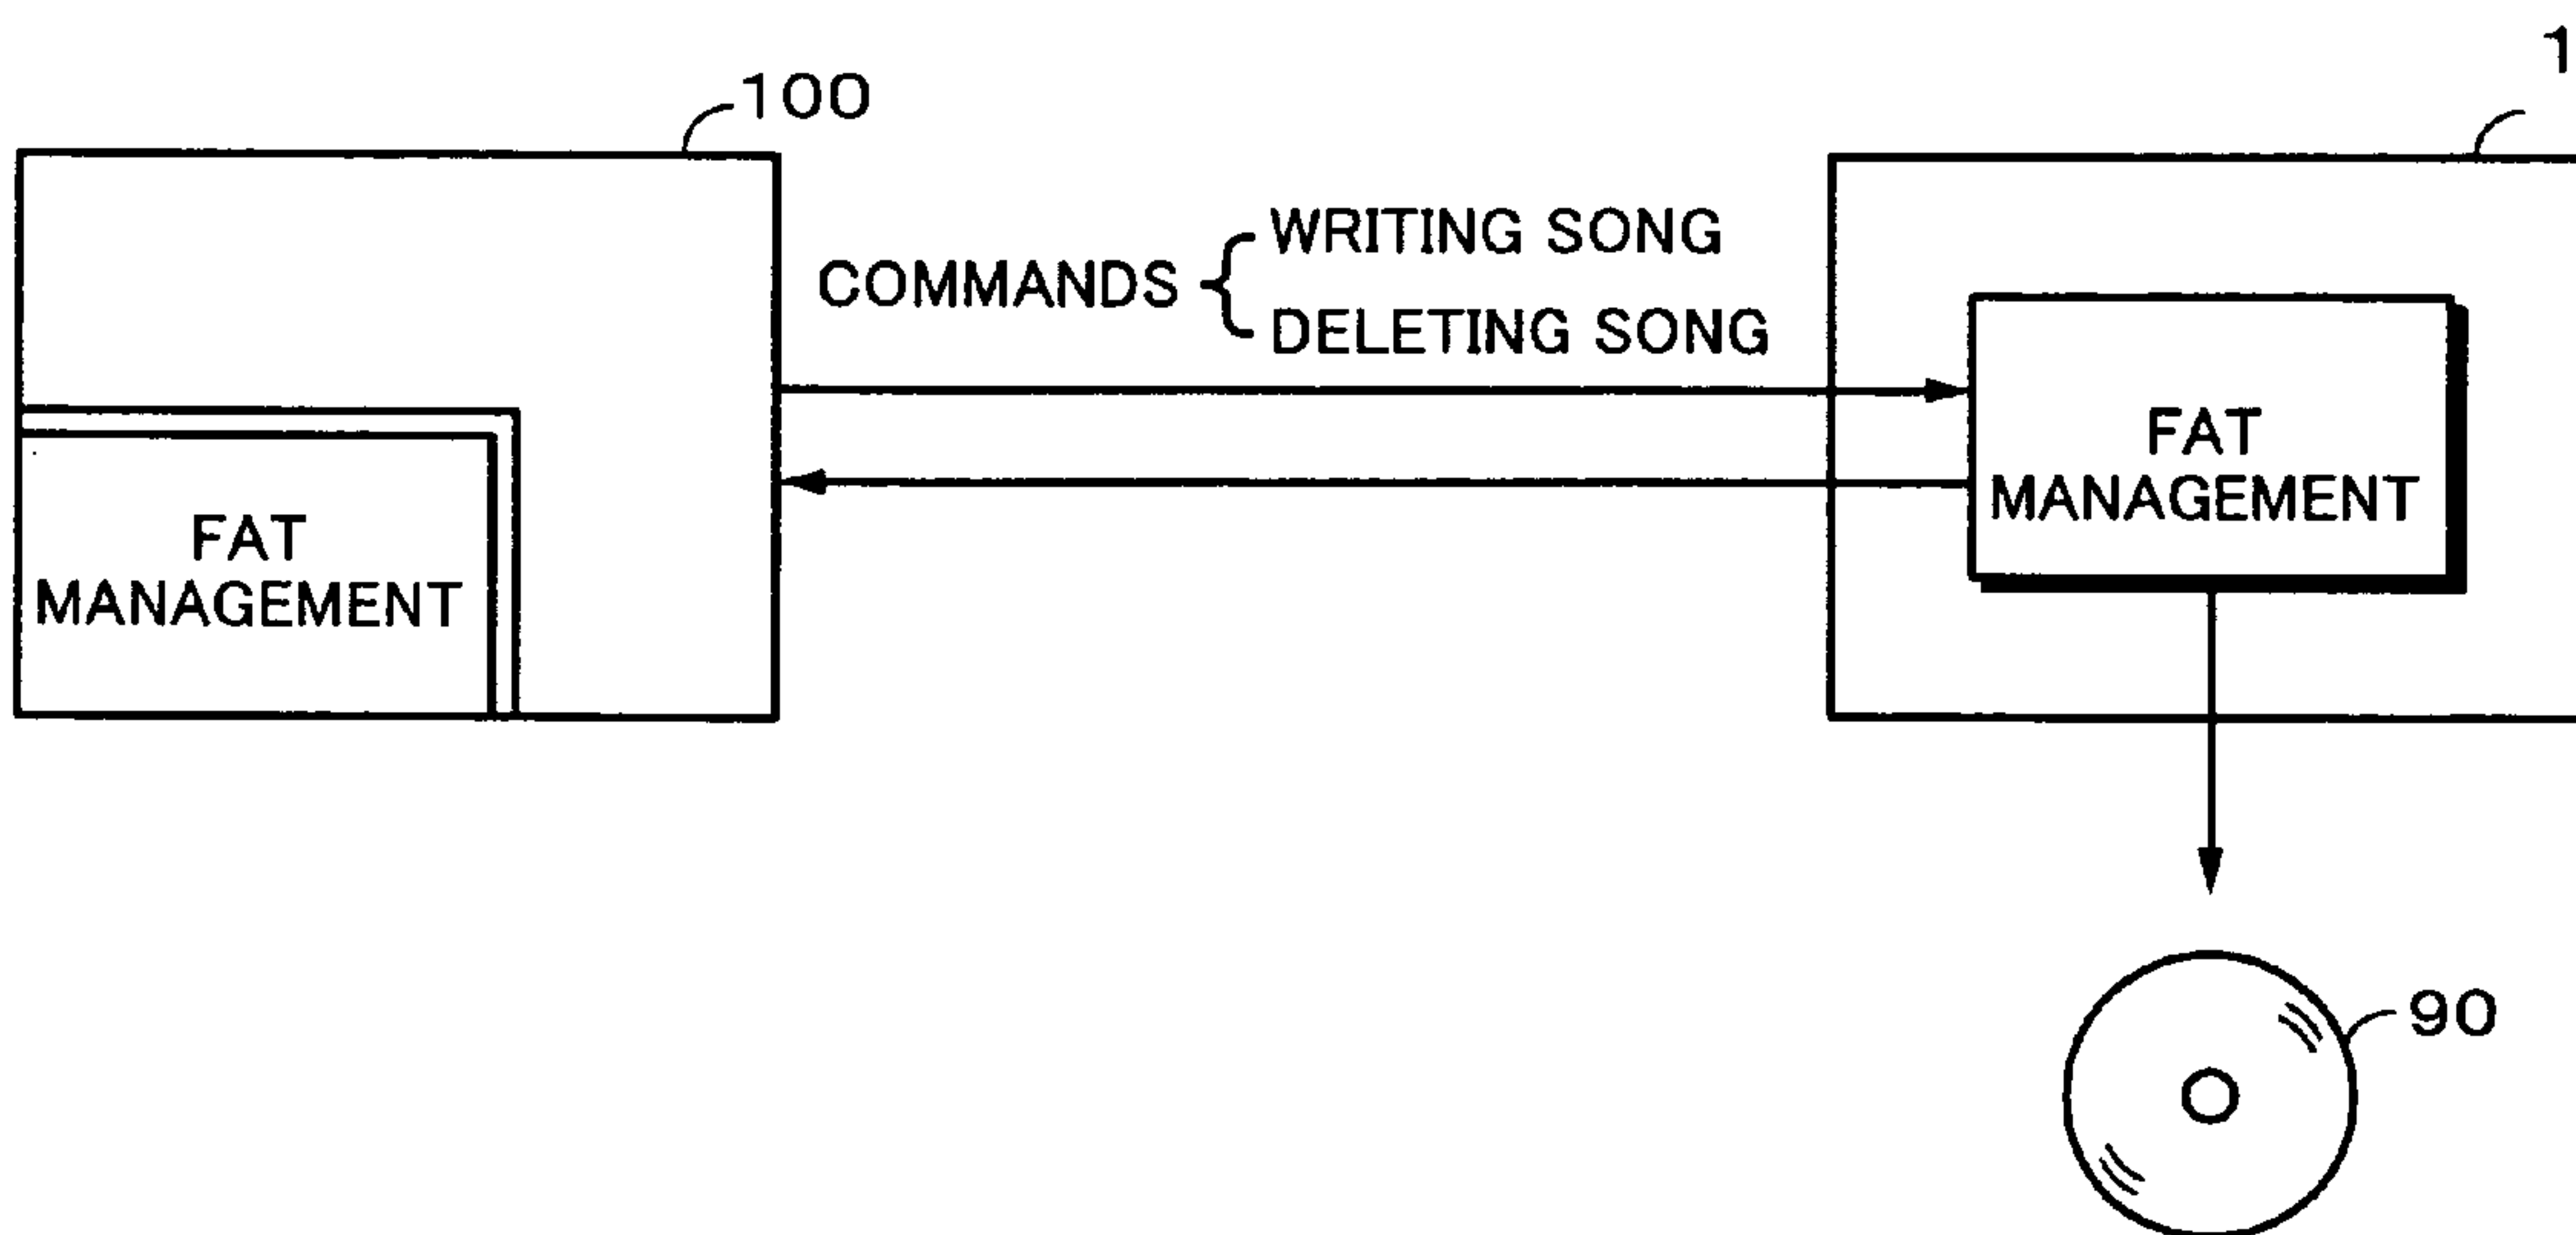 100
1
COMMANDS
WRITING SONG
DELETING SONG
FAT
MANAGEMENT
FAT
MANAGEMENT
90